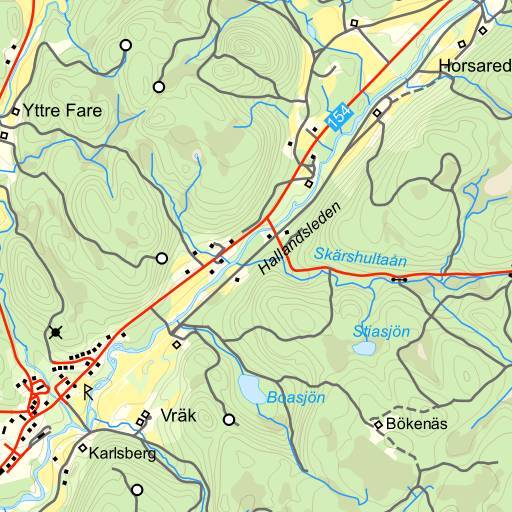 Horsared
Yttre Fare
154
Hallandsleden
Skärshultaån
Stiasjön
Boasjön
Vräk
Bökenäs
Karlsberg
R